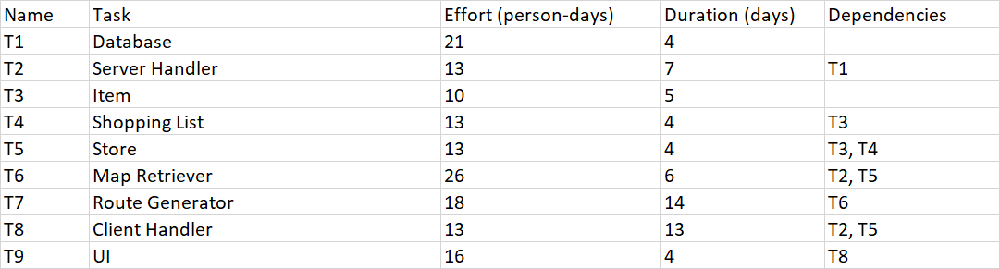 Name Task Effort (person-days) Duration (days) Dependencies
T1 Database 21 4
T2 Server Handler 13 7 T1
T3 Item 10 5
T4 Shopping List 13 4 T3
T5 Store 13 4 T3, T4
T6 Map Retriever 26 6 T2, T5
T7 Route Generator 18 14 T6
T8 Client Handler 13 13 T2, T5
T9 UI 16 4 T8